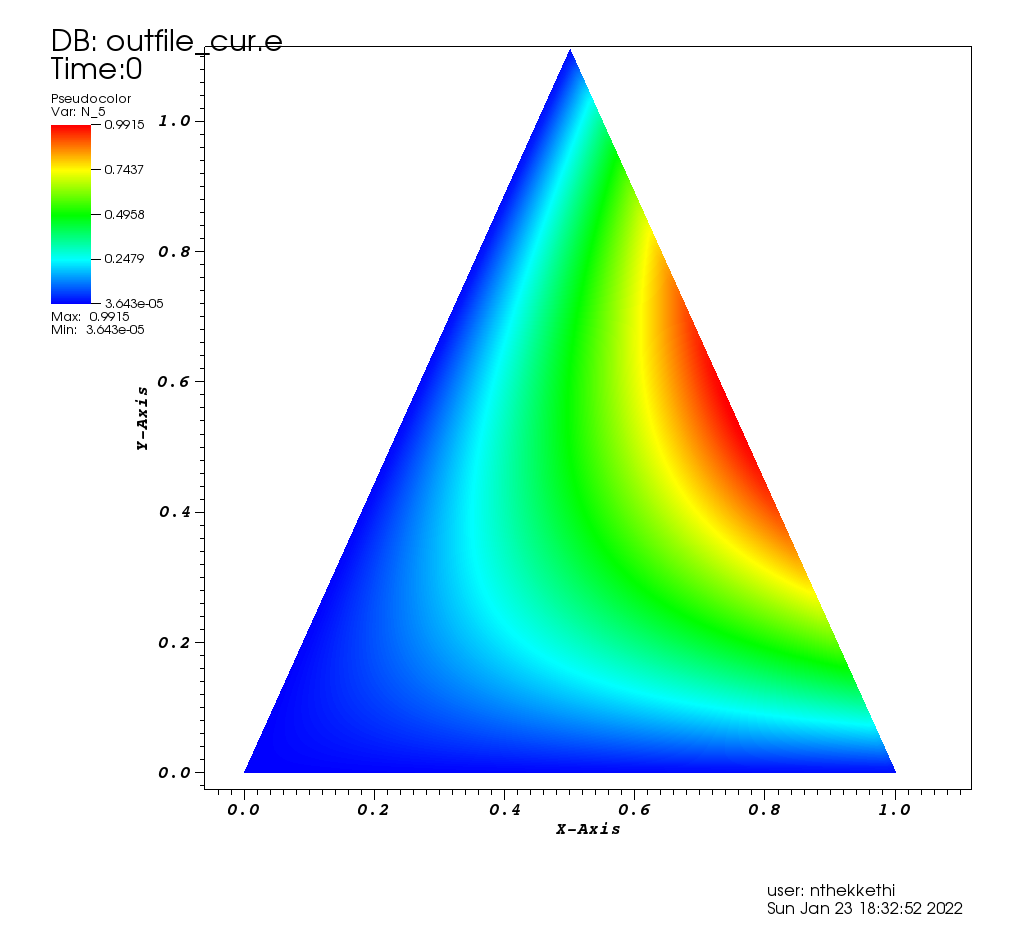 DB: outfile_cur.e
Time:0
Pseudocolor
Var: N_5
0.9915
0.7437
0.4958
0.2479
3.643e-05
Max: 0.9915
Min: 3.643e-05
1.0
0.8
0.6
0.4
0.2
0.0
Y-Axis
0.0 0.2 0.4 0.6 0.8 1.0
X-Axis
user: nthekkethi
Sun Jan 23 18:32:52 2022